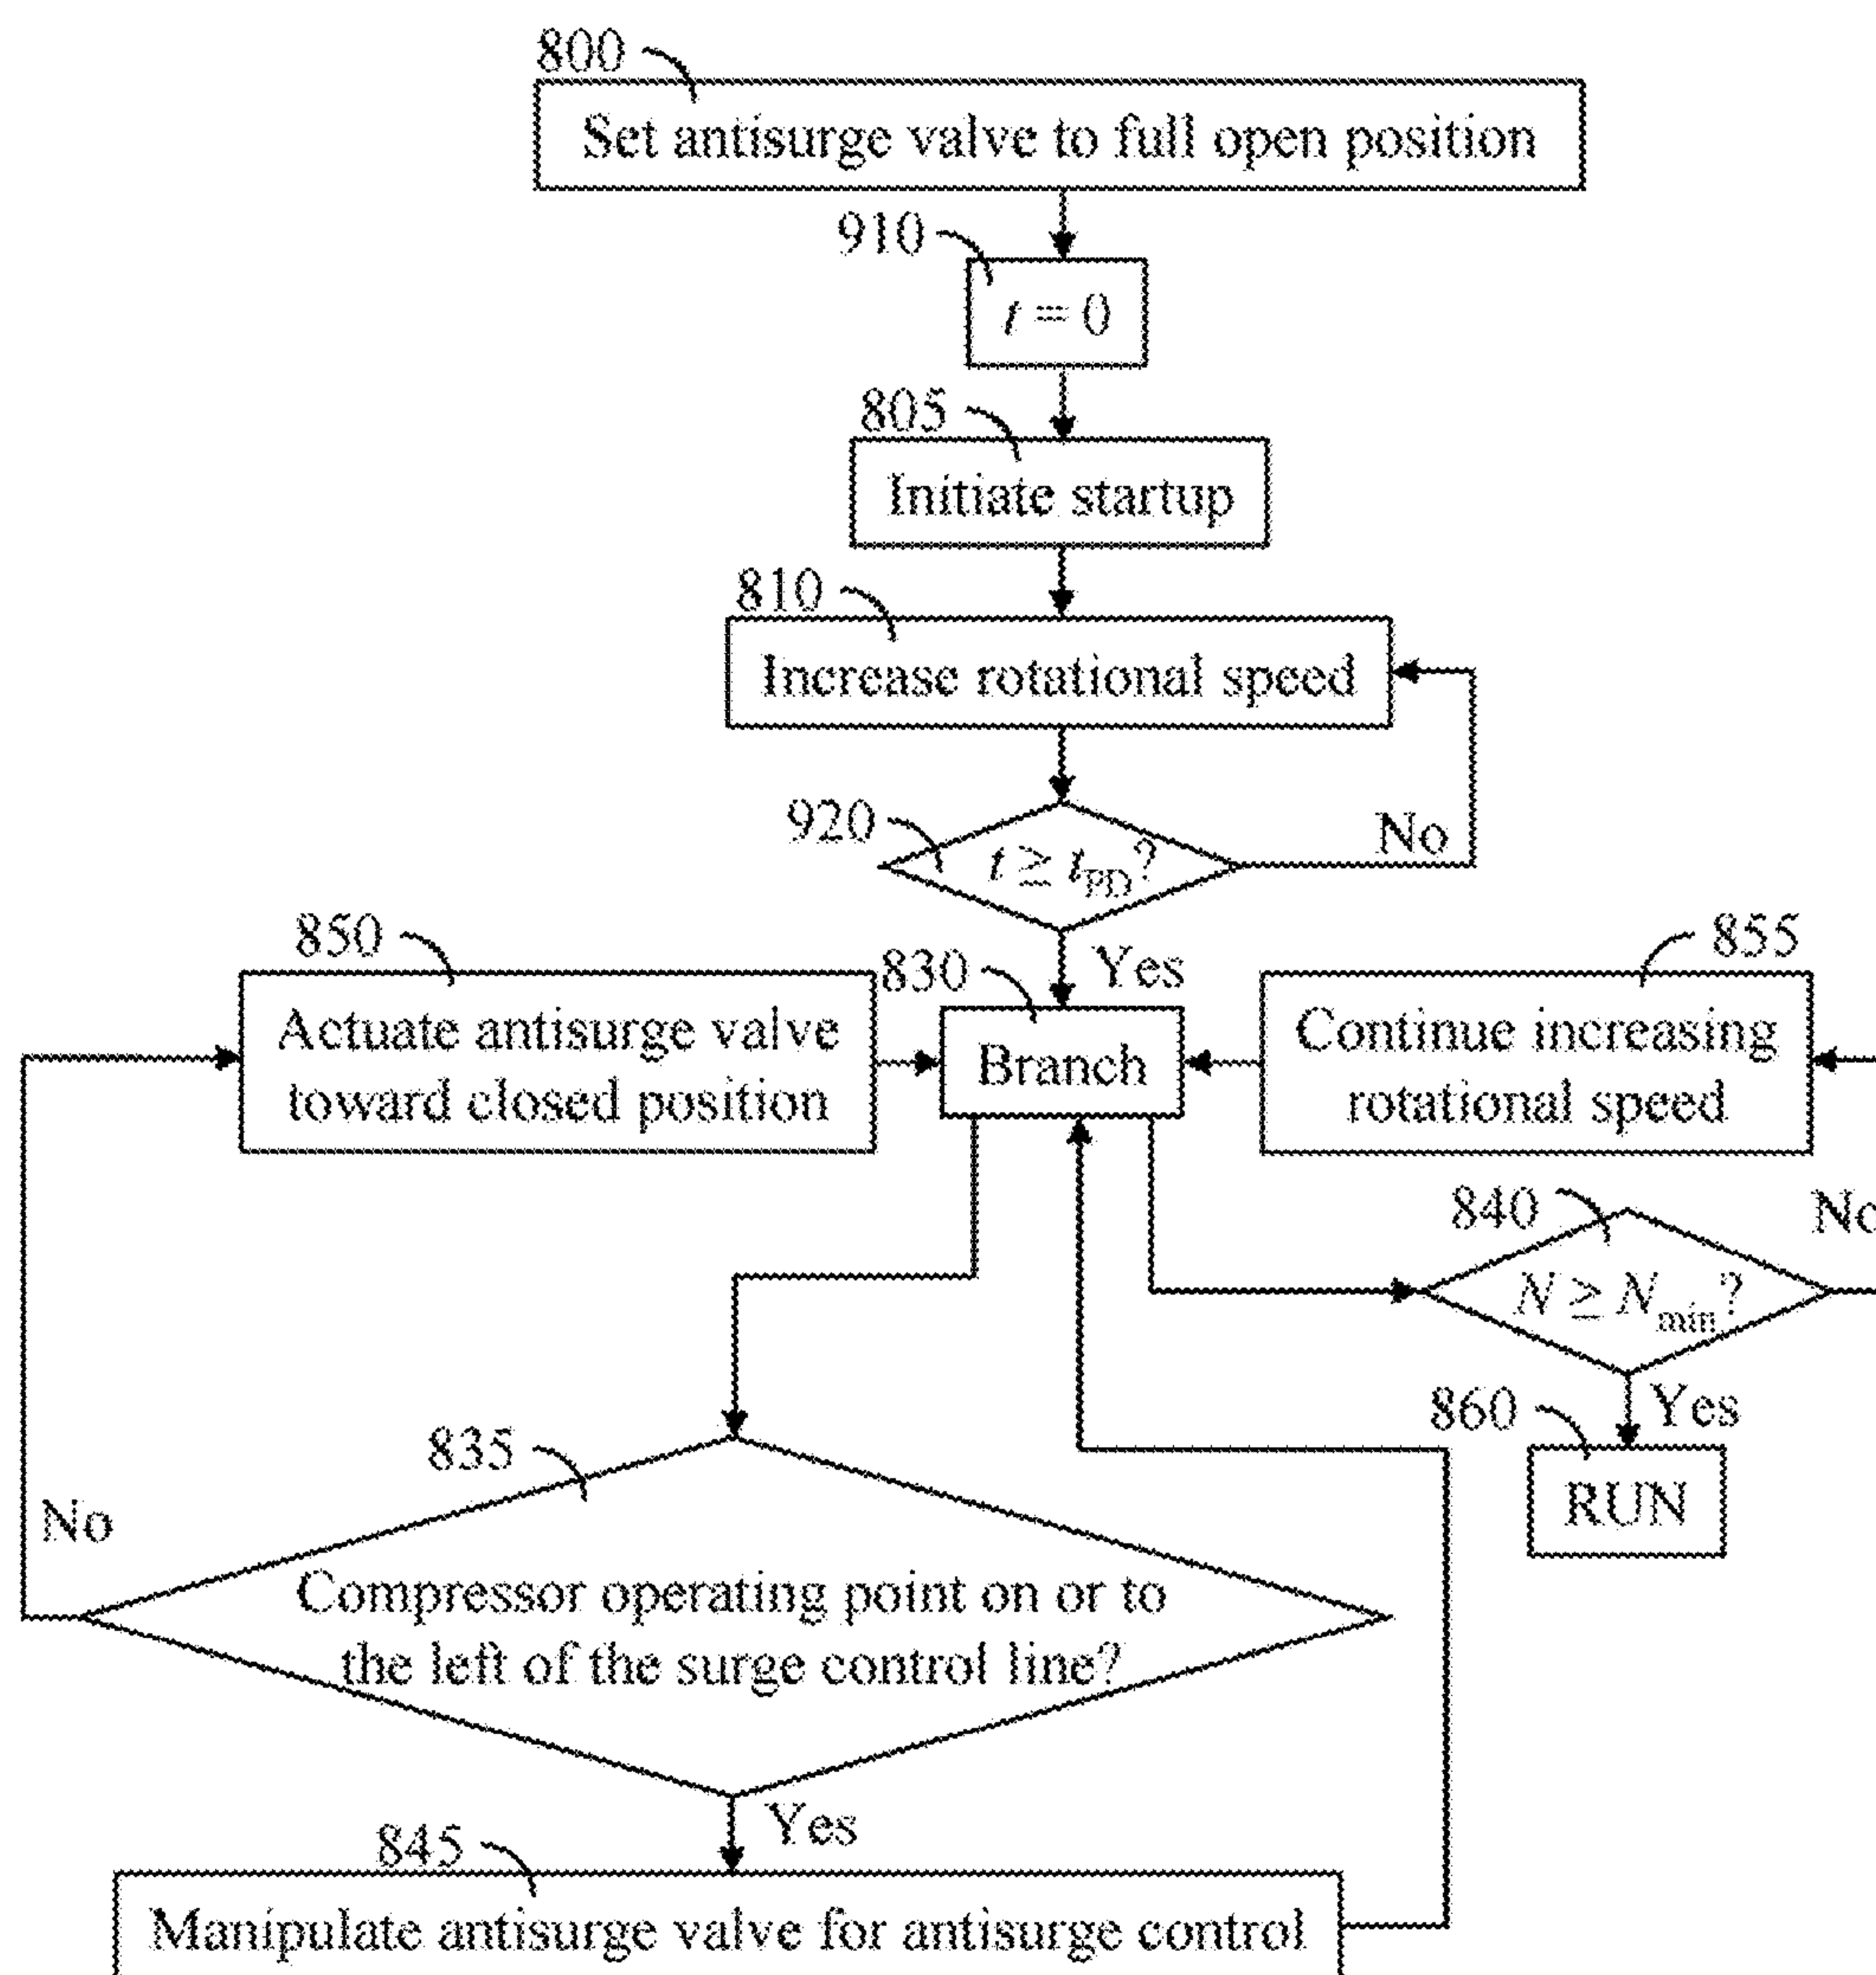 800
Set antisurge valve to full open position
910
t = 0
805
Initiate startup
810
Increase rotational speed
920
t ≥ tPD?
No
Yes
850
Actuate antisurge valve
toward closed position
830
Branch
855
Continue increasing
rotational speed
840
N ≥ Nmin?
No
Yes
860
RUN
835
Compressor operating point on or to
the left of the surge control line?
No
Yes
845
Manipulate antisurge valve for antisurge control